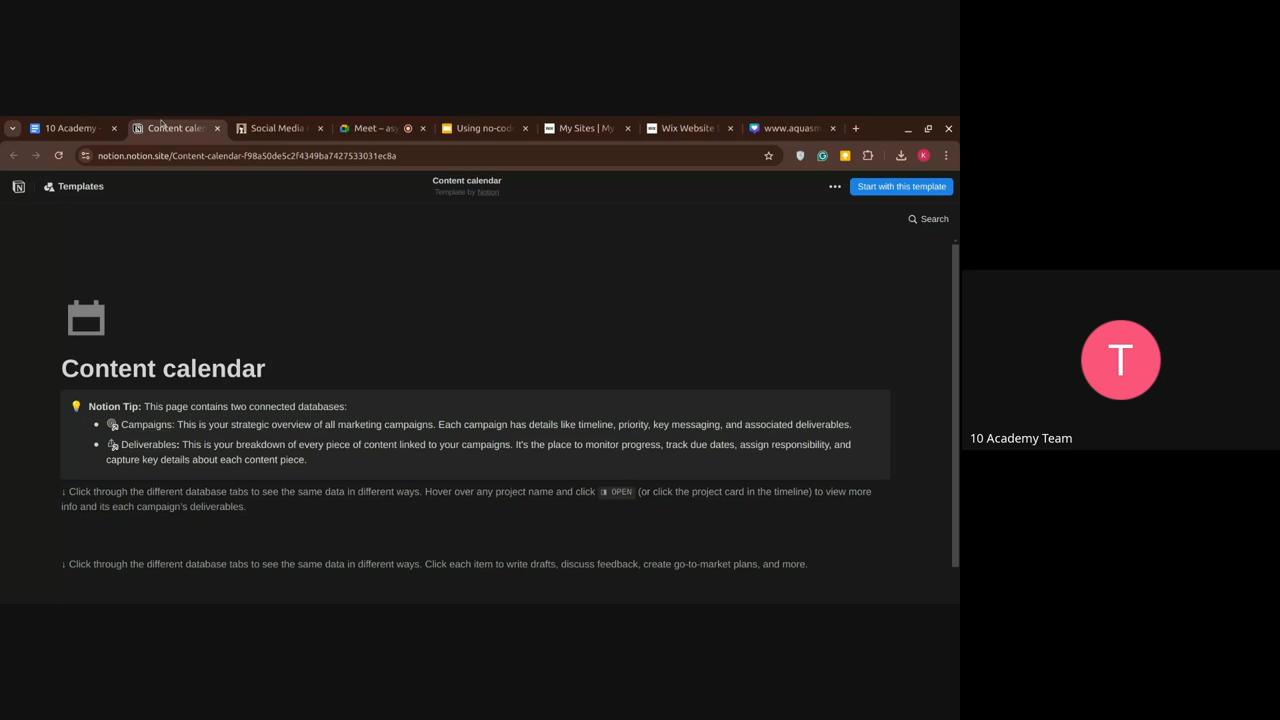 10 Academy -
Content caler
Social Media
Meet – asy
Using no-cod
My Sites | My
Wix Website
www.aquasm
notion.notion.site/Content-calendar-f98a50de5c2f4349ba7427533031ec8a
K
Templates
Content calendar
Template by Notion
Start with this template
Search
Content calendar
Notion Tip: This page contains two connected databases:
• Campaigns: This is your strategic overview of all marketing campaigns. Each campaign has details like timeline, priority, key messaging, and associated deliverables.
• Deliverables: This is your breakdown of every piece of content linked to your campaigns. It's the place to monitor progress, track due dates, assign responsibility, and
capture key details about each content piece.
↓ Click through the different database tabs to see the same data in different ways. Hover over any project name and click OPEN (or click the project card in the timeline) to view more
info and its each campaign's deliverables.
↓ Click through the different database tabs to see the same data in different ways. Click each item to write drafts, discuss feedback, create go-to-market plans, and more.
T
10 Academy Team